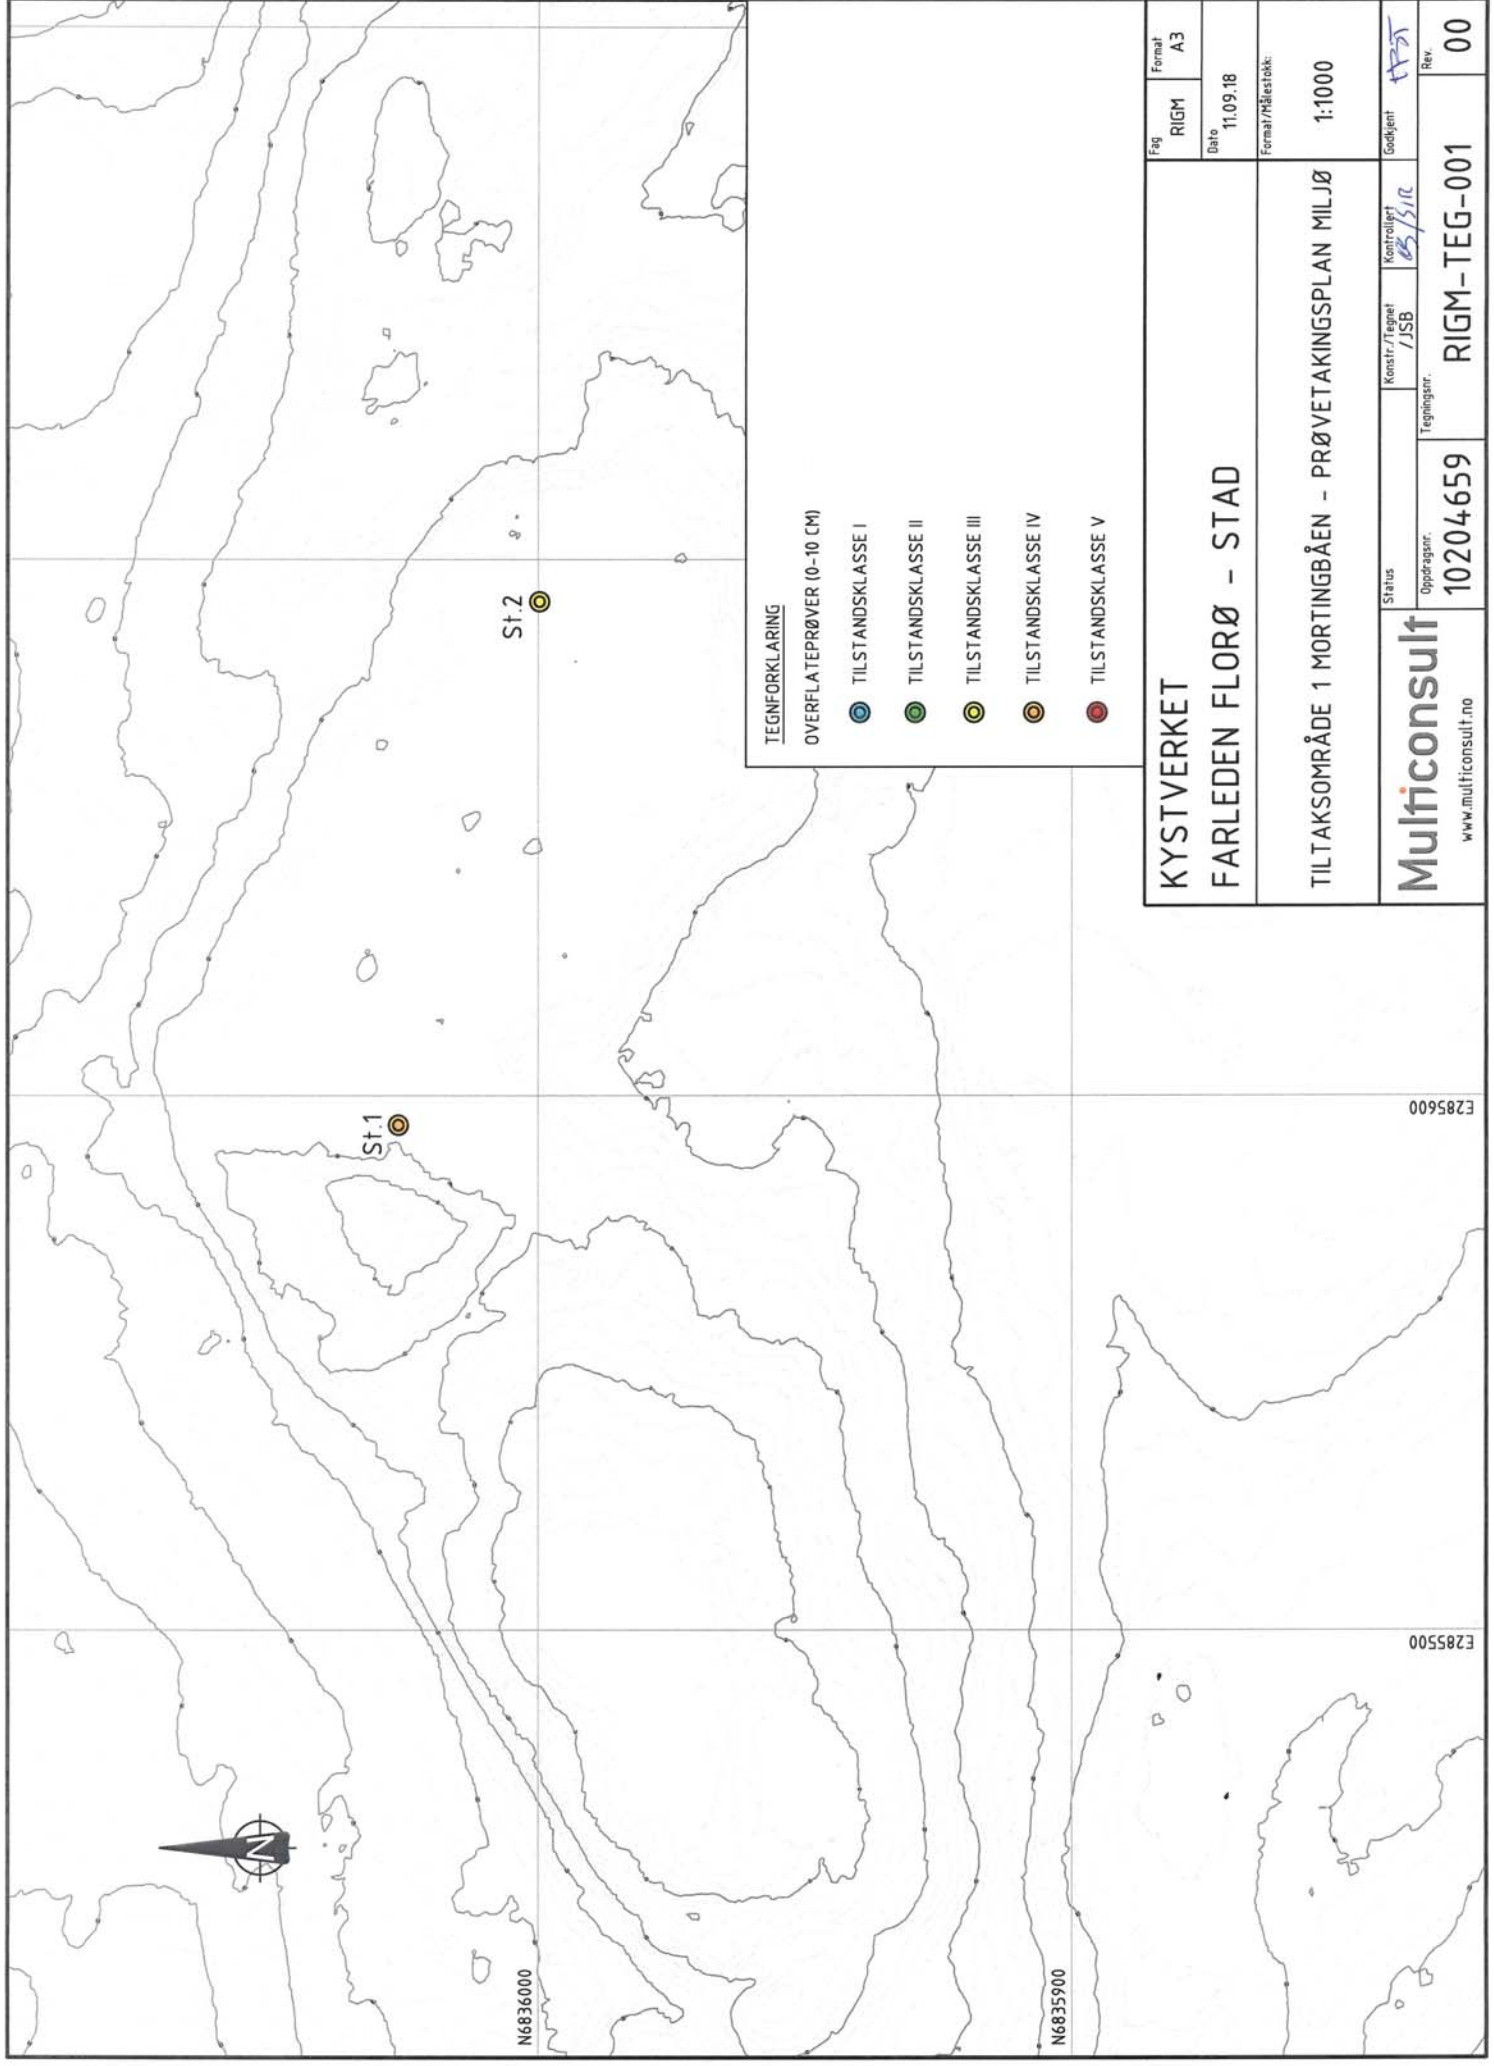 St.1
St.2
N6836000
N6835900
E285500
E285600
N
TEGNFORKLARING
OVERFLATEPRØVER (0-10 CM)
TILSTANDSKLASSE I
TILSTANDSKLASSE II
TILSTANDSKLASSE III
TILSTANDSKLASSE IV
TILSTANDSKLASSE V
KYSTVERKET
FARLEDEN FLORØ - STAD
TILTAKSOMRÅDE 1 MORTINGBÅEN - PRØVETAKINGSPLAN MILJØ
Fag
RIGM
Format
A3
Dato
11.09.18
Format/Målestokk:
1:1000
Multiconsult
www.multiconsult.no
Status
Konstr./Tegnet
/JSB
Kontrollert
Godkjent
Oppdragsnr.
10204659
Tegningsnr.
RIGM-TEG-001
Rev.
00